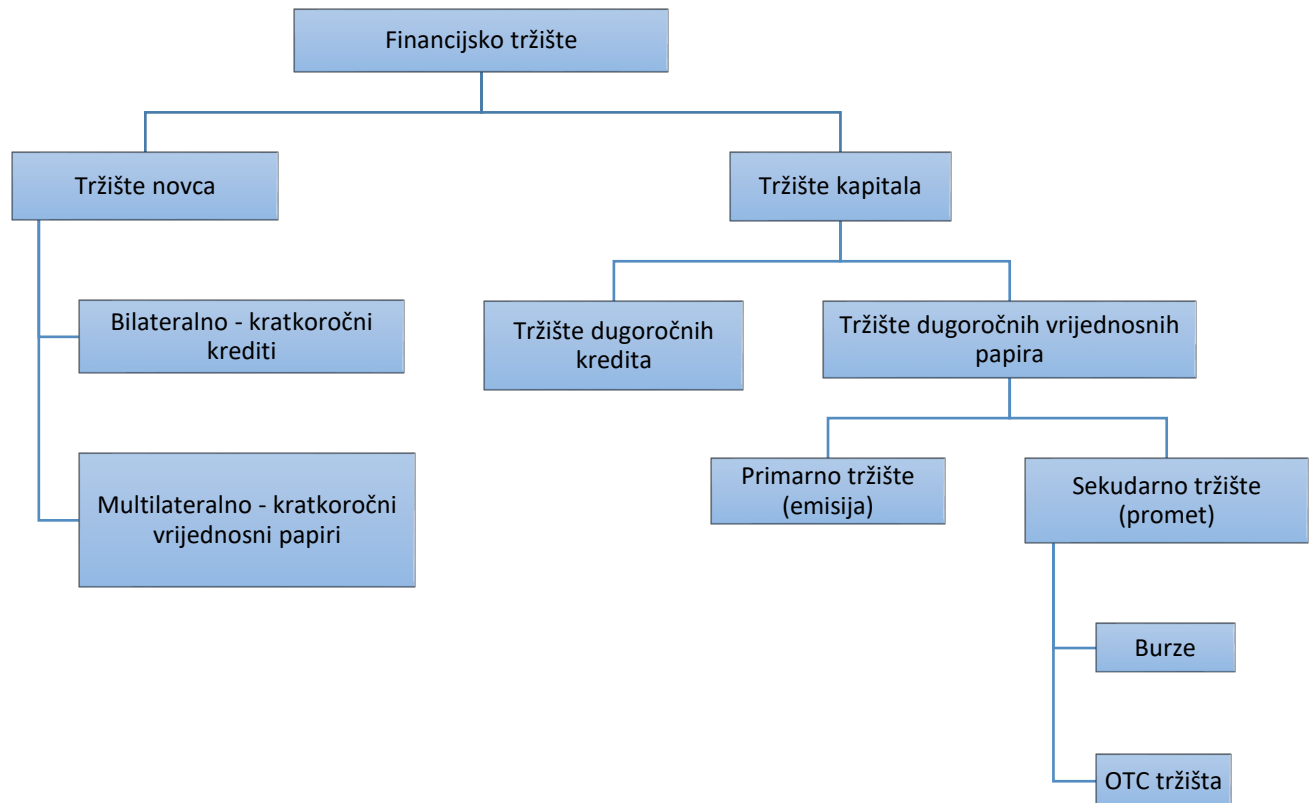 Financijsko tržište
Tržište novca
Tržište kapitala
Bilateralno - kratkoročni
krediti
Tržište dugoročnih
kredita
Tržište dugoročnih vrijednosnih
papira
Multilateralno - kratkoročni
vrijednosni papiri
Primarno tržište
(emisija)
Sekudarno tržište
(promet)
Burze
OTC tržišta